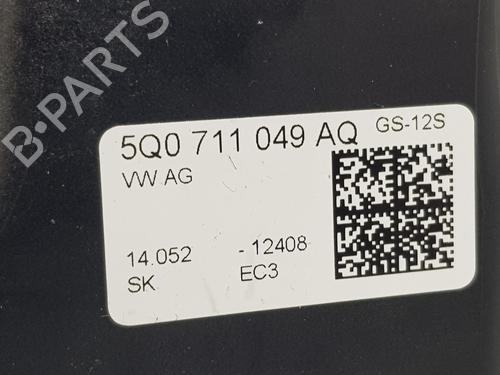 B-PARTS
5Q0 711 049 AQ GS-12S
VW AG
14.052 - 12408
SK EC3